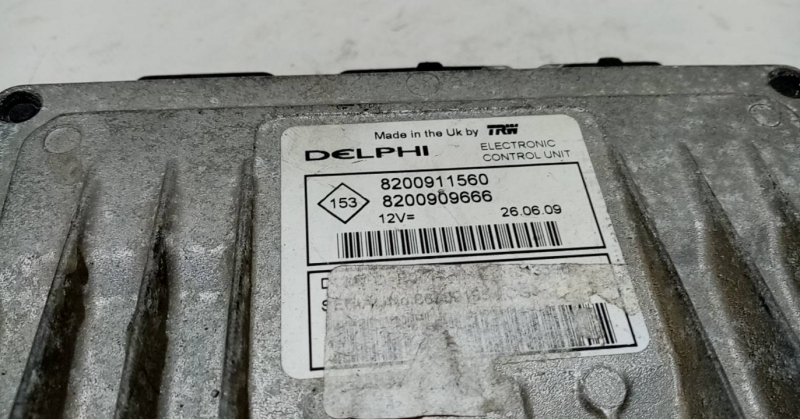 Made in the Uk by TRW
DELPHI ELECTRONIC
CONTROL UNIT
153
8200911560
8200909666
12V= 26.06.09